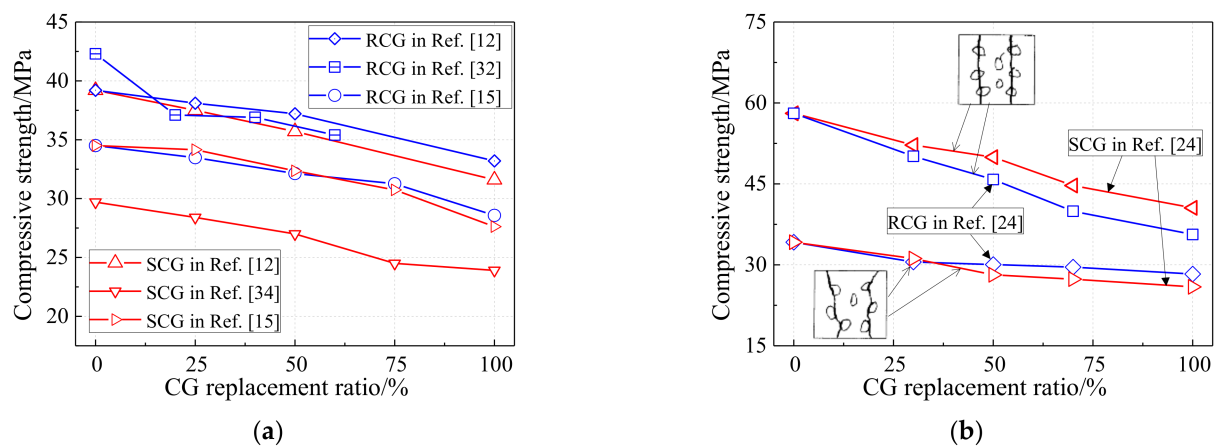 45
40
35
30
25
20
Compressive strength/MPa
RCG in Ref. [12]
RCG in Ref. [32]
RCG in Ref. [15]
SCG in Ref. [12]
SCG in Ref. [34]
SCG in Ref. [15]
0 25 50 75 100
CG replacement ratio/%
(a)
75
60
45
30
15
Compressive strength/MPa
SCG in Ref. [24]
RCG in Ref. [24]
0 25 50 75 100
CG replacement ratio/%
(b)